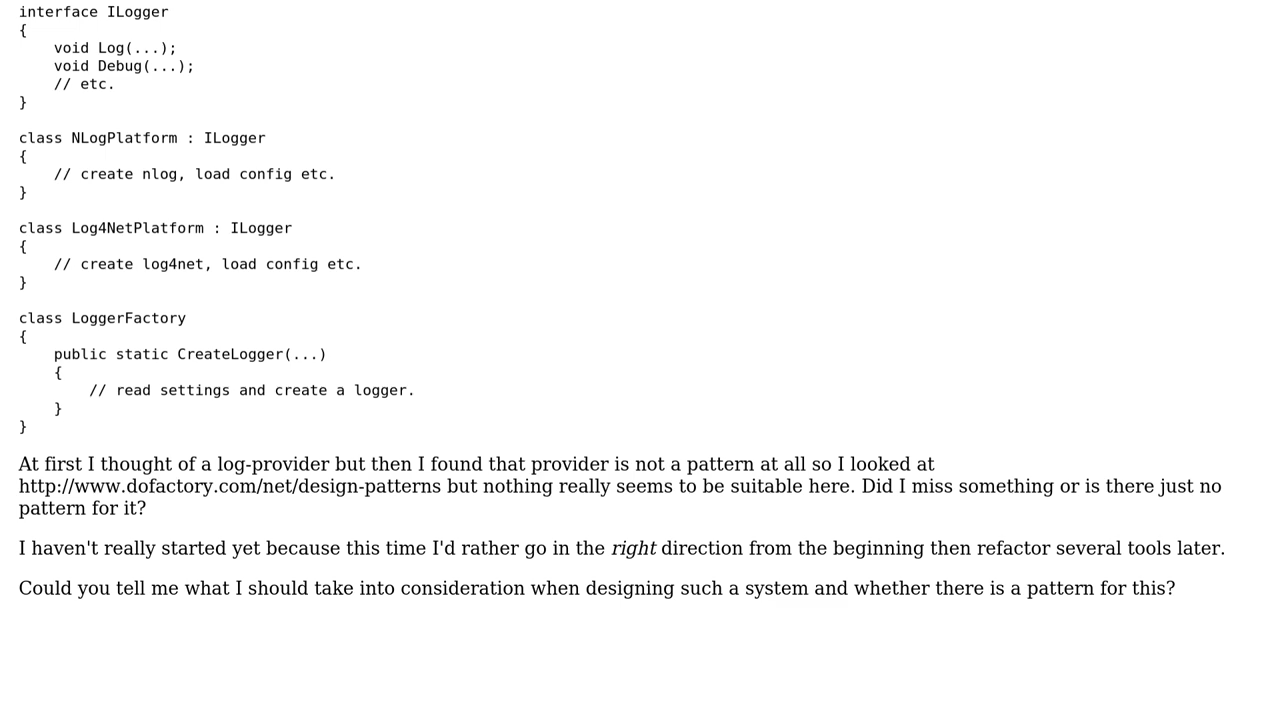 interface ILogger
{
    void Log(...);
    void Debug(...);
    // etc.
}
class NLogPlatform : ILogger
{
    // create nlog, load config etc.
}
class Log4NetPlatform : ILogger
{
    // create log4net, load config etc.
}
class LoggerFactory
{
    public static CreateLogger(...)
    {
        // read settings and create a logger.
    }
}
At first I thought of a log-provider but then I found that provider is not a pattern at all so I looked at
http://www.dofactory.com/net/design-patterns but nothing really seems to be suitable here. Did I miss something or is there just no
pattern for it?
I haven't really started yet because this time I'd rather go in the right direction from the beginning then refactor several tools later.
Could you tell me what I should take into consideration when designing such a system and whether there is a pattern for this?